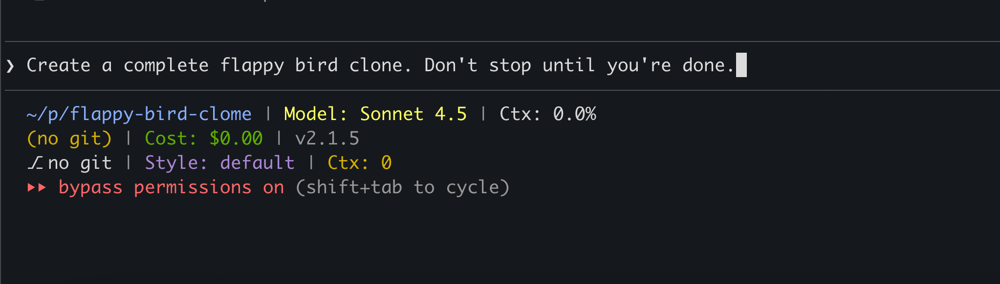 ❯ Create a complete flappy bird clone. Don't stop until you're done.
~/p/flappy-bird-clome | Model: Sonnet 4.5 | Ctx: 0.0%
(no git) | Cost: $0.00 | v2.1.5
⎇ no git | Style: default | Ctx: 0
▶▶ bypass permissions on (shift+tab to cycle)